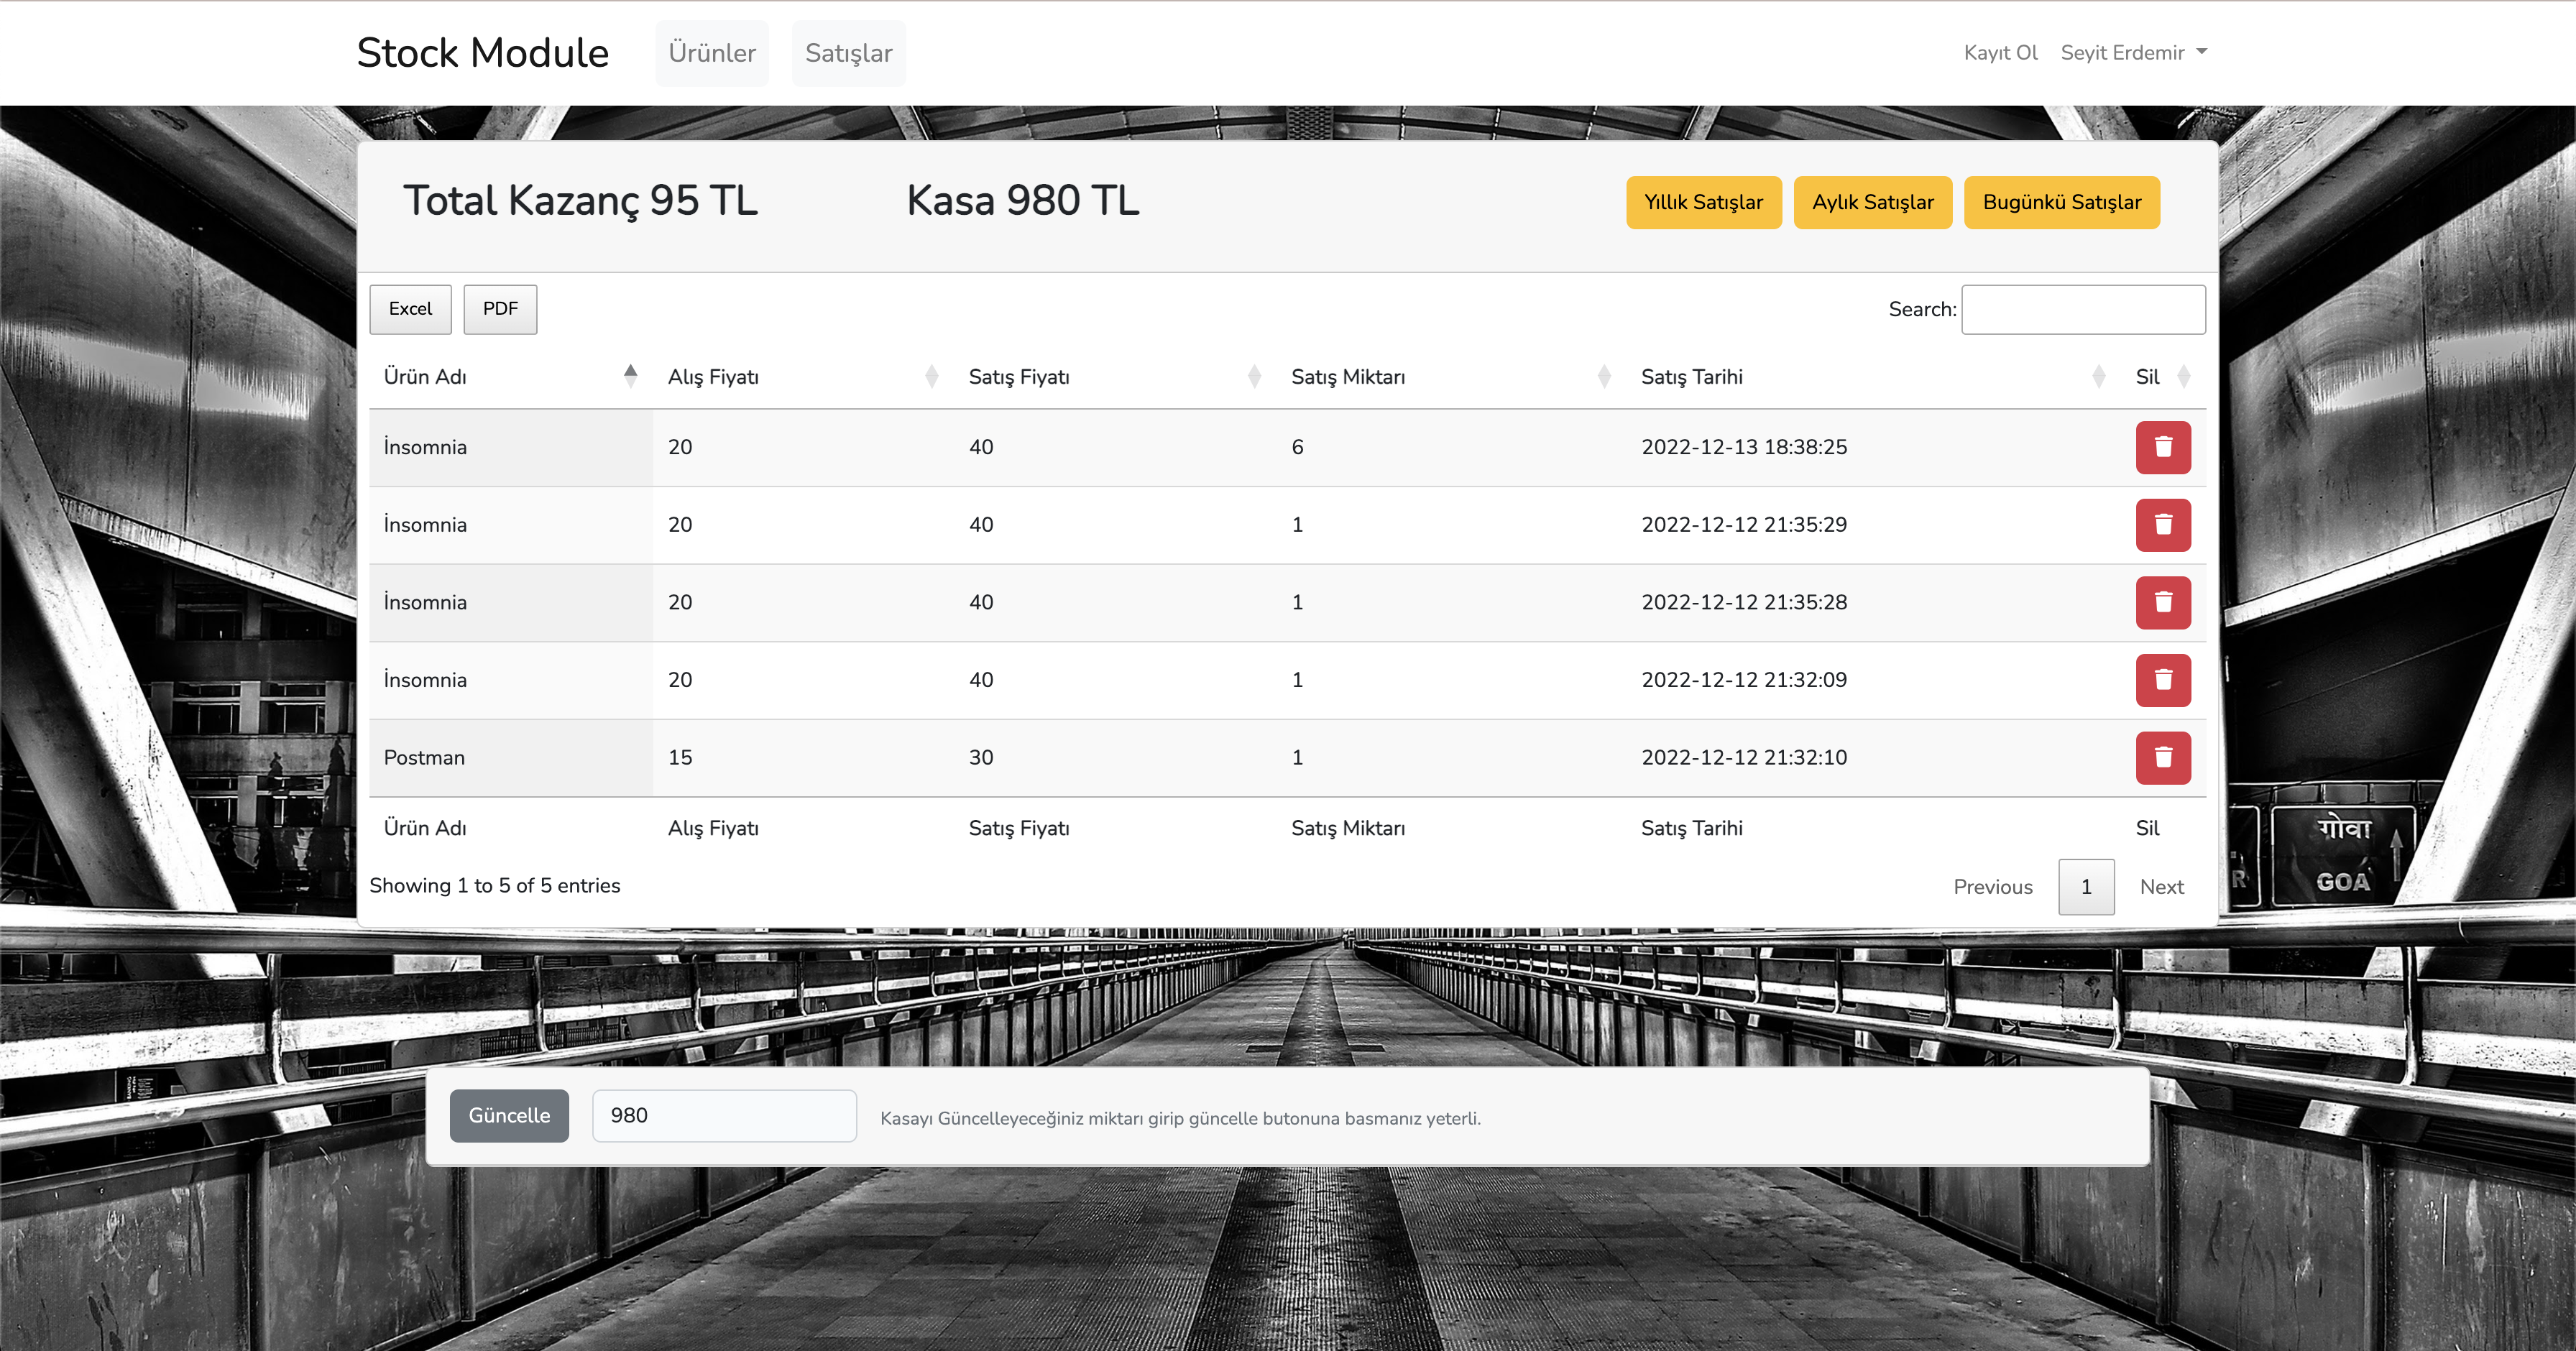 Stock Module Ürünler Satışlar Kayıt Ol Seyit Erdemir
Total Kazanç 95 TL Kasa 980 TL Yıllık Satışlar Aylık Satışlar Bugünkü Satışlar
Excel PDF Search:
Ürün Adı Alış Fiyatı Satış Fiyatı Satış Miktarı Satış Tarihi Sil
İnsomnia 20 40 6 2022-12-13 18:38:25
İnsomnia 20 40 1 2022-12-12 21:35:29
İnsomnia 20 40 1 2022-12-12 21:35:28
İnsomnia 20 40 1 2022-12-12 21:32:09
Postman 15 30 1 2022-12-12 21:32:10
Ürün Adı Alış Fiyatı Satış Fiyatı Satış Miktarı Satış Tarihi Sil
Showing 1 to 5 of 5 entries Previous 1 Next
गोवा
GOA
Güncelle 980 Kasayı Güncelleyeceğiniz miktarı girip güncelle butonuna basmanız yeterli.